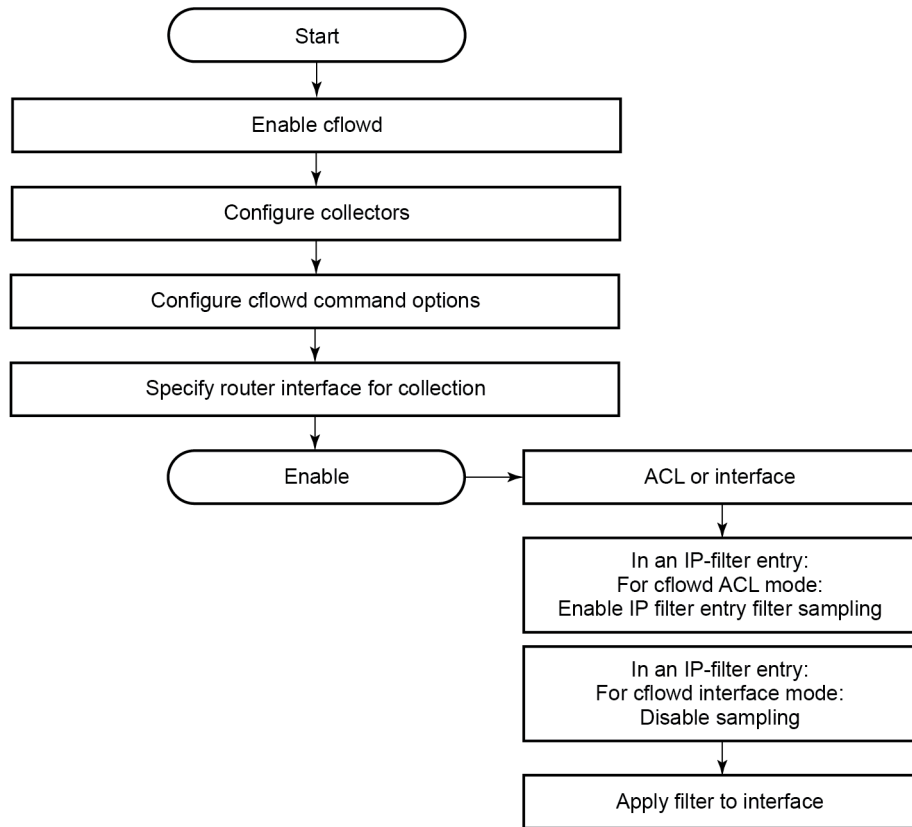 Start
Enable cflowd
Configure collectors
Configure cflowd command options
Specify router interface for collection
Enable
ACL or interface
In an IP-filter entry:
For cflowd ACL mode:
Enable IP filter entry filter sampling
In an IP-filter entry:
For cflowd interface mode:
Disable sampling
Apply filter to interface